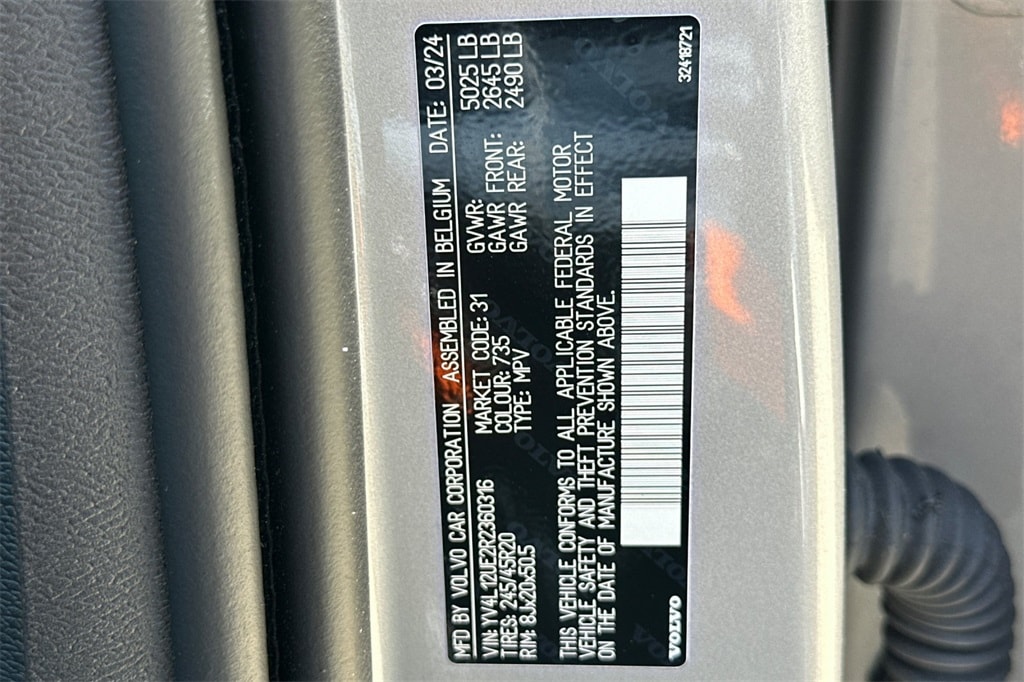 MFD BY VOLVO CAR CORPORATION ASSEMBLED IN BELGIUM DATE: 03/24
VIN: YV4L12UE2R2360316 MARKET CODE: 31 GVWR: 5025 LB
TIRES: 245/45R20 COLOUR: 735 GAWR FRONT: 2645 LB
RIM: 8Jx20x50.5 TYPE: MPV GAWR REAR: 2490 LB
THIS VEHICLE CONFORMS TO ALL APPLICABLE FEDERAL MOTOR
VEHICLE SAFETY AND THEFT PREVENTION STANDARDS IN EFFECT
ON THE DATE OF MANUFACTURE SHOWN ABOVE.
VOLVO 32418721